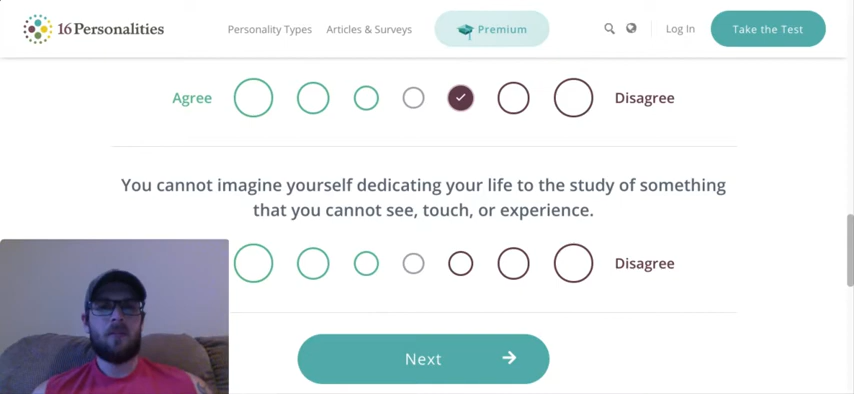 16Personalities Personality Types Articles & Surveys Premium Log In Take the Test
Agree Disagree
You cannot imagine yourself dedicating your life to the study of something
that you cannot see, touch, or experience.
Disagree
Next